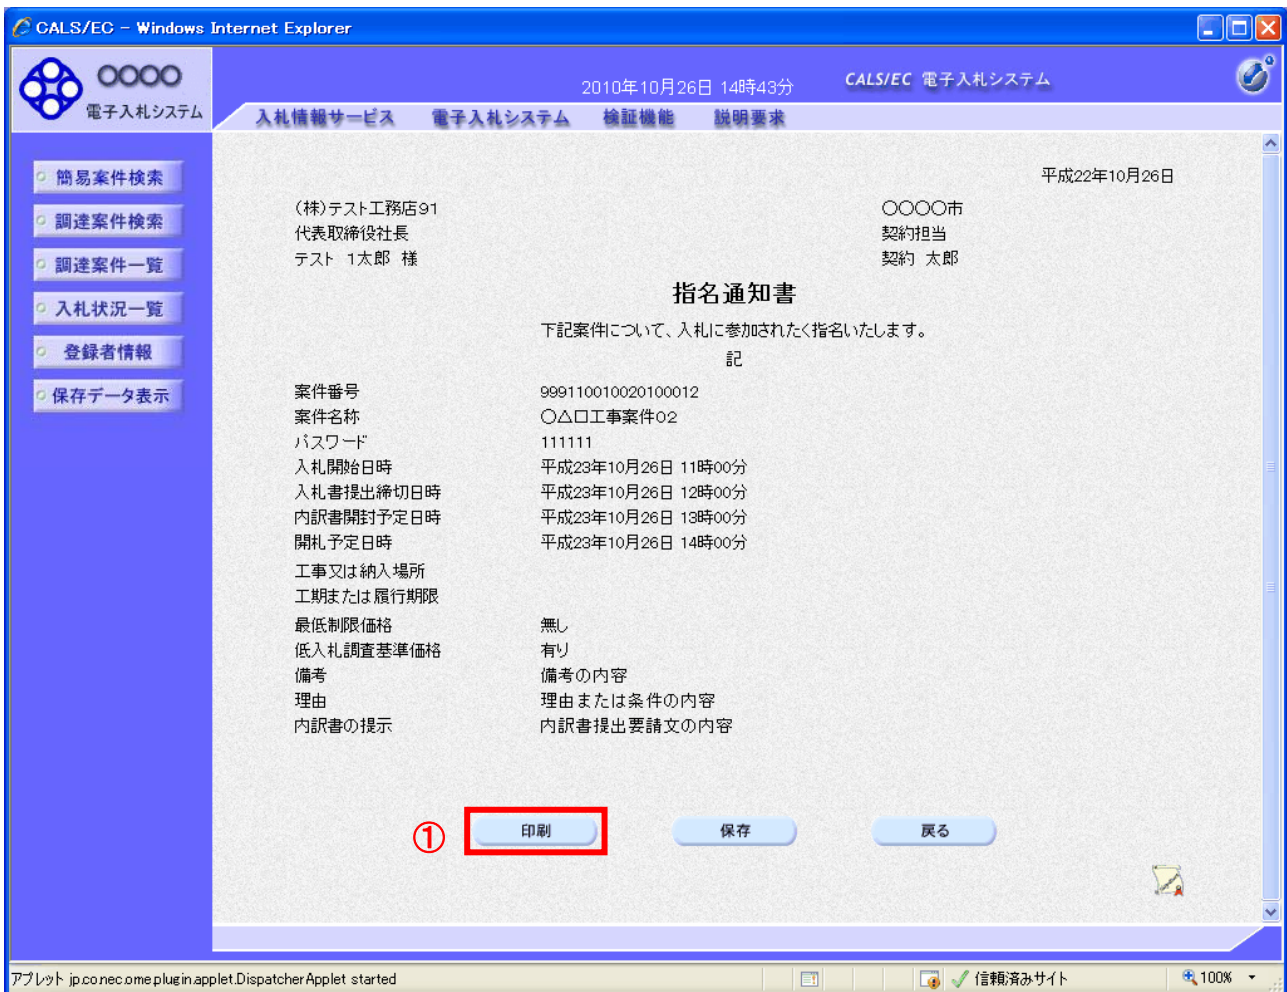 CALS/EC - Windows Internet Explorer
〇〇〇〇
電子入札システム
2010年10月26日 14時43分
CALS/EC 電子入札システム
入札情報サービス 電子入札システム 検証機能 説明要求
簡易案件検索
調達案件検索
調達案件一覧
入札状況一覧
登録者情報
保存データ表示
平成22年10月26日
(株)テスト工務店91
代表取締役社長
テスト 1太郎 様
〇〇〇〇市
契約担当
契約 太郎
指名通知書
下記案件について、入札に参加されたく指名いたします。
記
案件番号 999110010020100012
案件名称 〇△口工事案件02
パスワード 111111
入札開始日時 平成23年10月26日 11時00分
入札書提出締切日時 平成23年10月26日 12時00分
内訳書開封予定日時 平成23年10月26日 13時00分
開札予定日時 平成23年10月26日 14時00分
工事又は納入場所
工期または履行期限
最低制限価格 無し
低入札調査基準価格 有り
備考 備考の内容
理由 理由または条件の内容
内訳書の提示 内訳書提出要請文の内容
① 印刷 保存 戻る
アプレット jp.co.nec.ome.plugin.applet.DispatcherApplet started
信頼済みサイト
100%